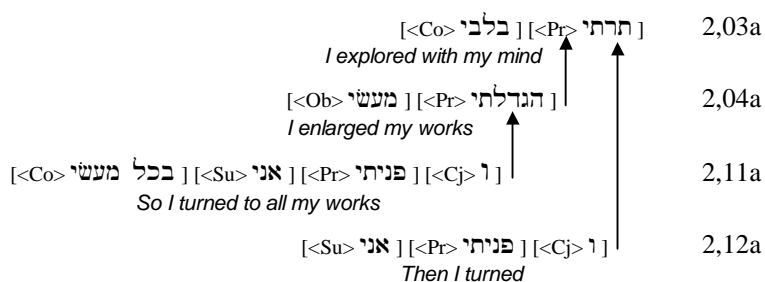 2,03a [ תרתי <Pr>] [ בלבי <Co>]
I explored with my mind
2,04a [ הגדלתי <Pr>] [ מעשׂי <Ob>]
I enlarged my works
2,11a [ ו <Cj>] [ פניתי <Pr>] [ אני <Su>] [ בכל מעשׂי <Co>]
So I turned to all my works
2,12a [ ו <Cj>] [ פניתי <Pr>] [ אני <Su>]
Then I turned